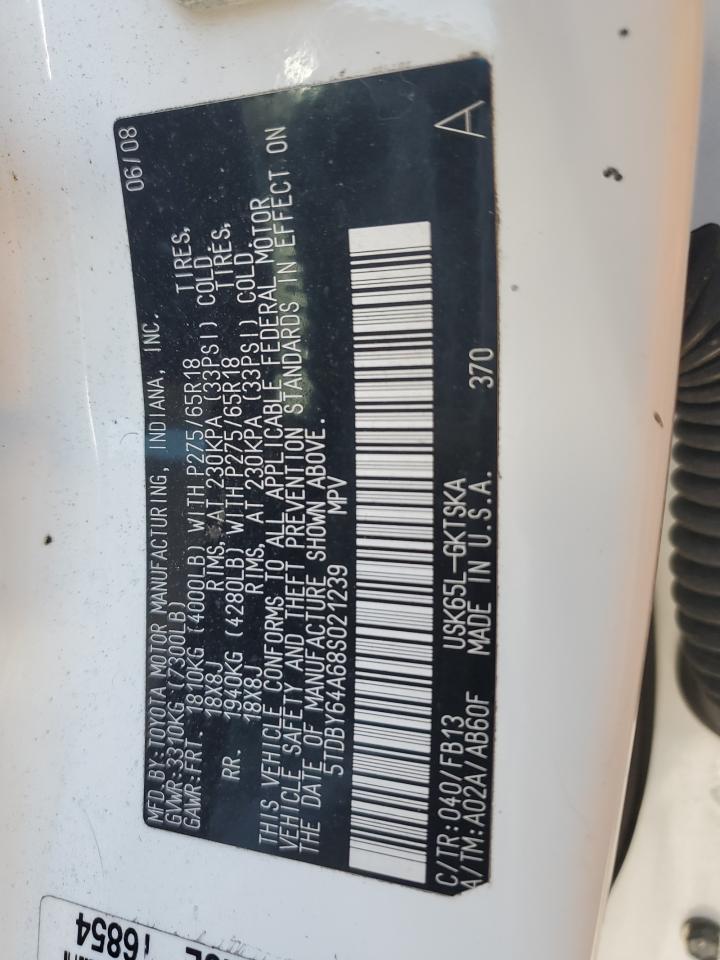 MFD. BY: TOYOTA MOTOR MANUFACTURING, INDIANA, INC. 06/08
GVWR:3310KG (7300LB)
GAWR:FRT. 1810KG (4000LB) WITH P275/65R18 TIRES,
18X8J RIMS, AT 230KPA (33PSI) COLD.
RR. 1940KG (4280LB) WITH P275/65R18 TIRES,
18X8J RIMS, AT 230KPA (33PSI) COLD.
THIS VEHICLE CONFORMS TO ALL APPLICABLE FEDERAL MOTOR
VEHICLE SAFETY AND THEFT PREVENTION STANDARDS IN EFFECT ON
THE DATE OF MANUFACTURE SHOWN ABOVE.
5TDBY64A68S021239 MPV
C/TR:040/FB13 USK65L-GKTSKA 370 A
A/TM:A02A/AB60F MADE IN U.S.A.
6854